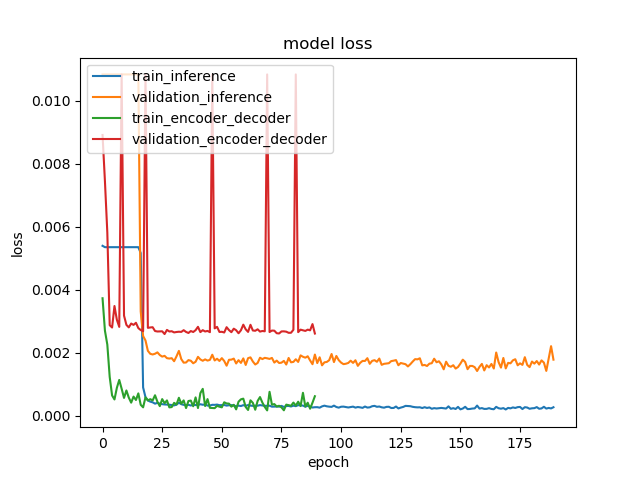 model loss
train_inference
validation_inference
train_encoder_decoder
validation_encoder_decoder
loss
0.010
0.008
0.006
0.004
0.002
0.000
0
25
50
75
100
125
150
175
epoch